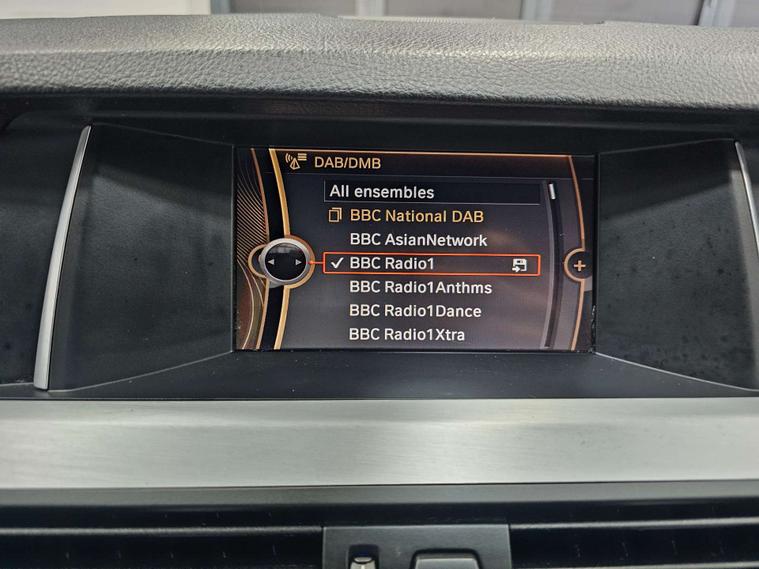 DAB/DMB
All ensembles
BBC National DAB
BBC AsianNetwork
BBC Radio1
BBC Radio1Anthms
BBC Radio1Dance
BBC Radio1Xtra